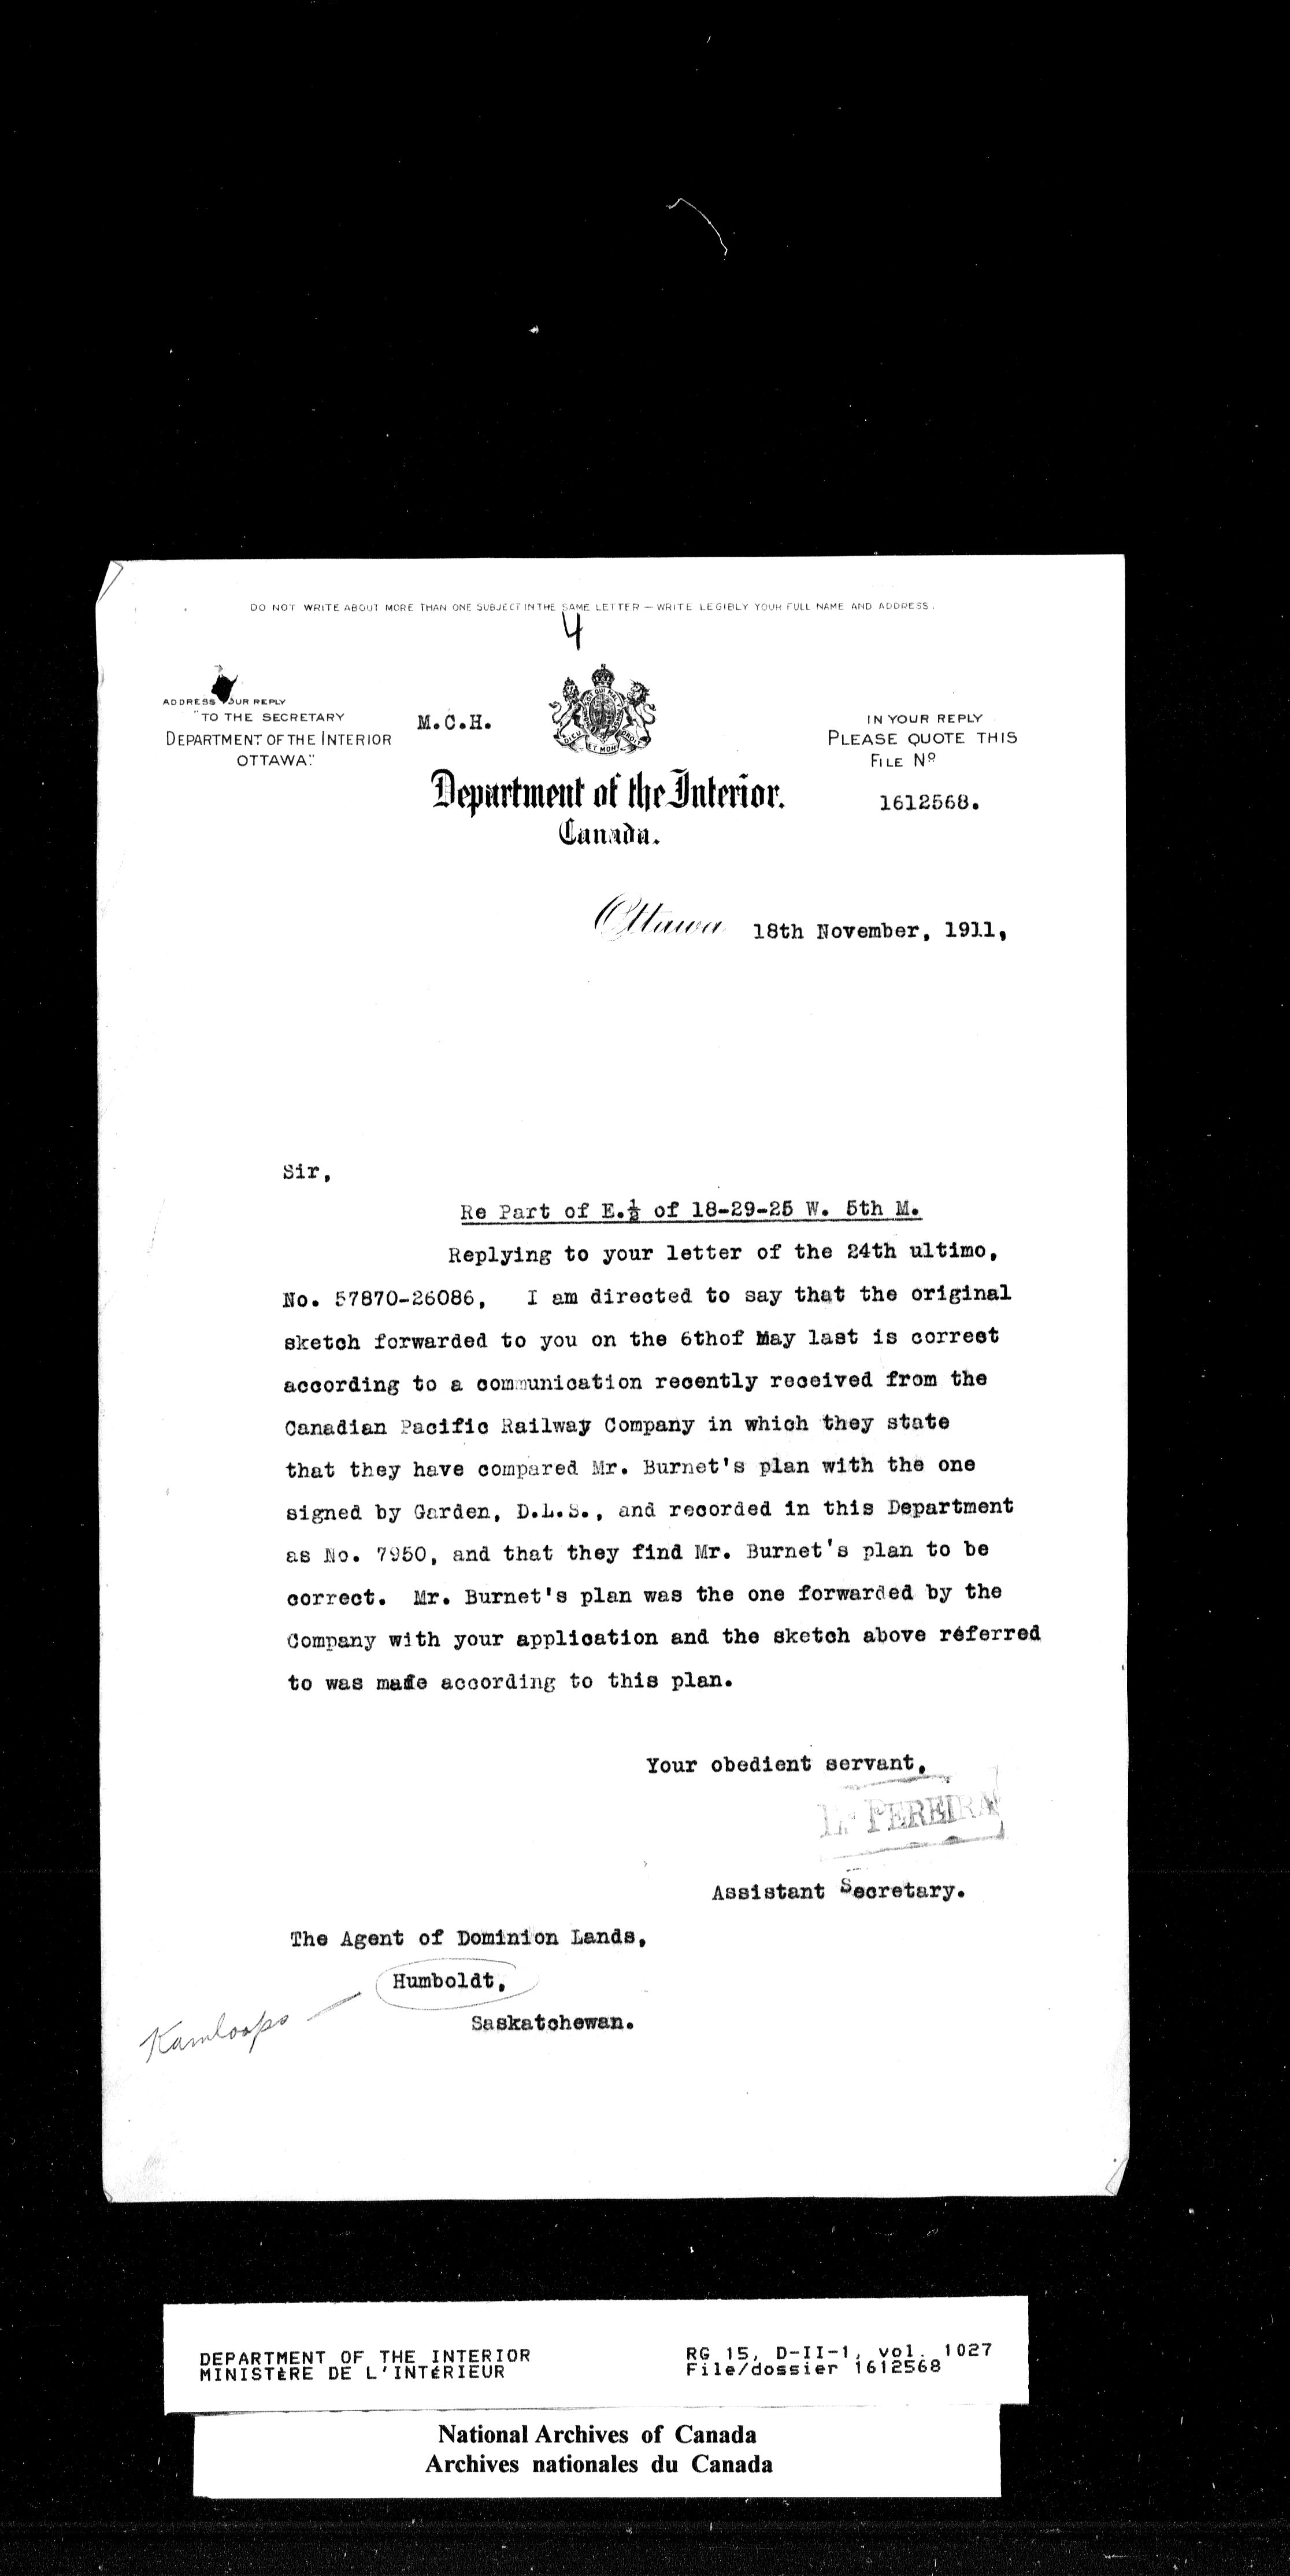 DO NOT WRITE ABOUT MORE THAN ONE SUBJECT IN THE SAME LETTER — WRITE LEGIBLY YOUR FULL NAME AND ADDRESS.
4
ADDRESS YOUR REPLY
"TO THE SECRETARY
DEPARTMENT OF THE INTERIOR
OTTAWA."
M.C.H.
DIEU ET MON DROIT
IN YOUR REPLY
PLEASE QUOTE THIS
FILE Nº
1612568.
Department of the Interior.
Canada.
Ottawa 18th November, 1911,
Sir,
Re Part of E.½ of 18-29-25 W. 5th M.
Replying to your letter of the 24th ultimo,
No. 57870-26086, I am directed to say that the original
sketch forwarded to you on the 6thof May last is correct
according to a communication recently received from the
Canadian Pacific Railway Company in which they state
that they have compared Mr. Burnet's plan with the one
signed by Garden, D.L.S., and recorded in this Department
as No. 7950, and that they find Mr. Burnet's plan to be
correct. Mr. Burnet's plan was the one forwarded by the
Company with your application and the sketch above referred
to was made according to this plan.
Your obedient servant,
L. PEREIRA
Assistant Secretary.
The Agent of Dominion Lands,
Humboldt,
Kamloops —
Saskatchewan.
DEPARTMENT OF THE INTERIOR
MINISTÈRE DE L'INTÉRIEUR
RG 15, D-II-1, vol. 1027
File/dossier 1612568
National Archives of Canada
Archives nationales du Canada